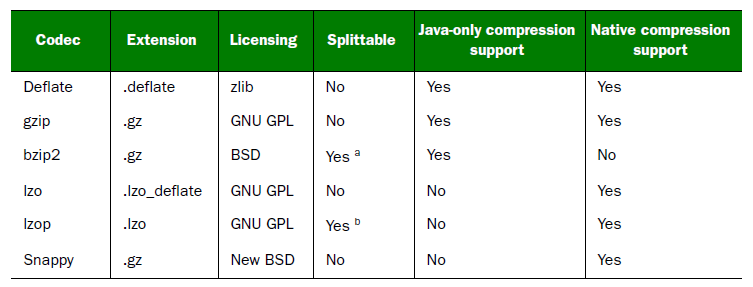 Codec Extension Licensing Splittable Java-only compression support Native compression support
Deflate .deflate zlib No Yes Yes
gzip .gz GNU GPL No Yes Yes
bzip2 .gz BSD Yes a Yes No
lzo .lzo_deflate GNU GPL No No Yes
lzop .lzo GNU GPL Yes b No Yes
Snappy .gz New BSD No No Yes